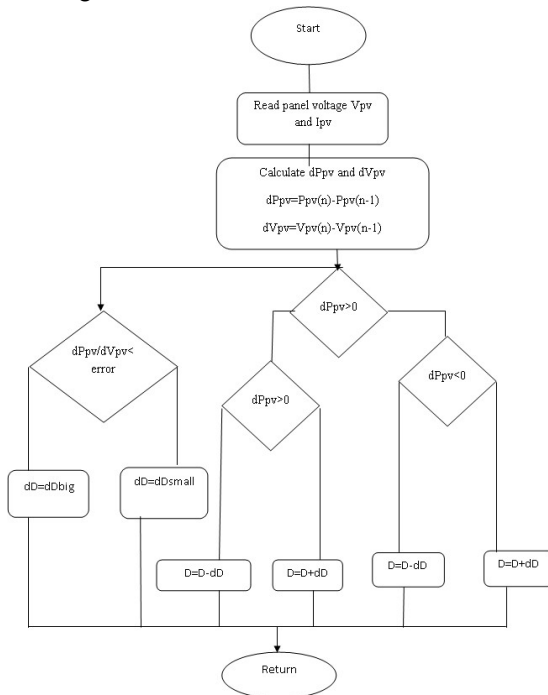 Start
Read panel voltage Vpv
and Ipv
Calculate dPpv and dVpv
dPpv=Ppv(n)-Ppv(n-1)
dVpv=Vpv(n)-Vpv(n-1)
dPpv>0
dPpv/dVpv<
error
dPpv>0
dPpv<0
dD=dDbig
dD=dDsmall
D=D-dD
D=D+dD
D=D-dD
D=D+dD
Return